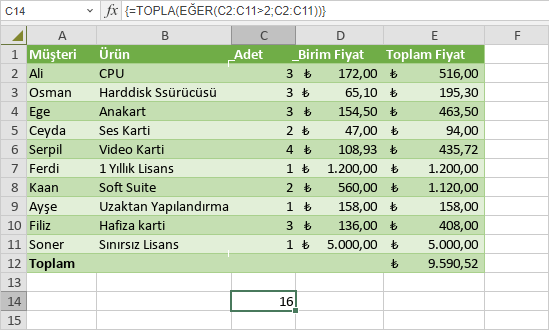 C14 fx {=TOPLA(EĞER(C2:C11>2;C2:C11))}
A B C D E F
1 Müşteri Ürün Adet Birim Fiyat Toplam Fiyat
2 Ali CPU 3 ₺ 172,00 ₺ 516,00
3 Osman Harddisk Ssürücüsü 3 ₺ 65,10 ₺ 195,30
4 Ege Anakart 3 ₺ 154,50 ₺ 463,50
5 Ceyda Ses Karti 2 ₺ 47,00 ₺ 94,00
6 Serpil Video Karti 4 ₺ 108,93 ₺ 435,72
7 Ferdi 1 Yıllık Lisans 1 ₺ 1.200,00 ₺ 1.200,00
8 Kaan Soft Suite 2 ₺ 560,00 ₺ 1.120,00
9 Ayşe Uzaktan Yapılandırma 1 ₺ 158,00 ₺ 158,00
10 Filiz Hafiza karti 3 ₺ 136,00 ₺ 408,00
11 Soner Sınırsız Lisans 1 ₺ 5.000,00 ₺ 5.000,00
12 Toplam ₺ 9.590,52
13
14 16
15